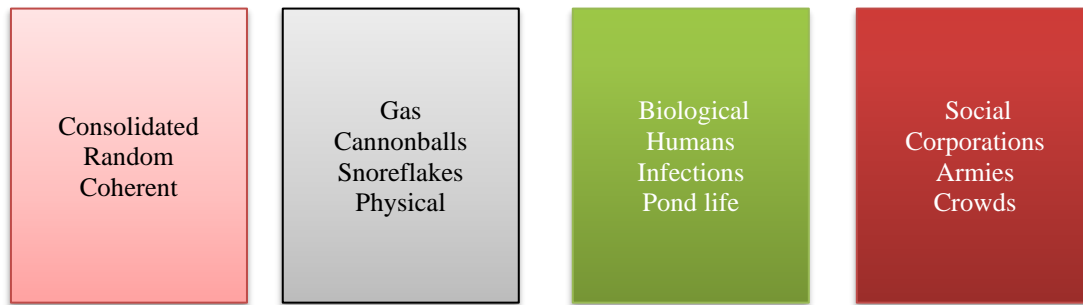 Consolidated
Random
Coherent
Gas
Cannonballs
Snoreflakes
Physical
Biological
Humans
Infections
Pond life
Social
Corporations
Armies
Crowds